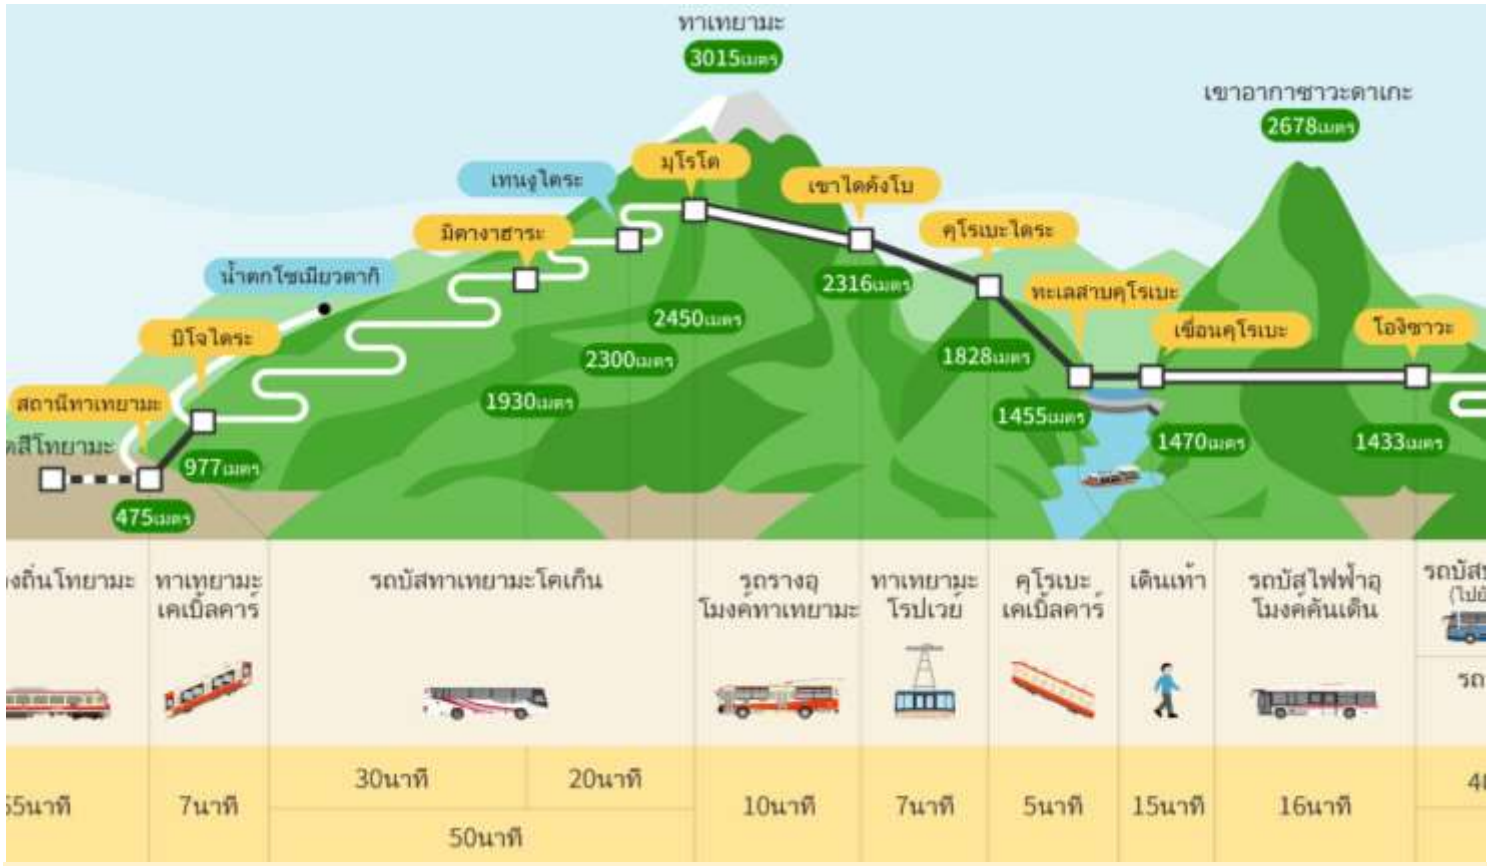 ทาเทยามะ
3015เมตร
เขาอากาซาวะดาเกะ
2678เมตร
มุโรโด
เทนงูไดระ
เขาไดคังโบ
มิดางาฮาระ
คุโรเบะไดระ
น้ำตกโชเมียวดากิ
2316เมตร
ทะเลสาบคุโรเบะ
บิโจไดระ
2450เมตร
เขื่อนคุโรเบะ
โอกิซาวะ
2300เมตร
1828เมตร
สถานีทาเทยามะ
1930เมตร
1455เมตร
1470เมตร
1433เมตร
977เมตร
475เมตร
ทาเทยามะ
เคเบิ้ลคาร์
รถบัสทาเทยามะโคเก็น
รถรางอุ
โมงค์ทาเทยามะ
ทาเทยามะ
โรปเวย์
คุโรเบะ
เคเบิ้ลคาร์
เดินเท้า
รถบัสไฟฟ้าอุ
โมงค์คันเด็น
30นาที
20นาที
7นาที
50นาที
10นาที
7นาที
5นาที
15นาที
16นาที